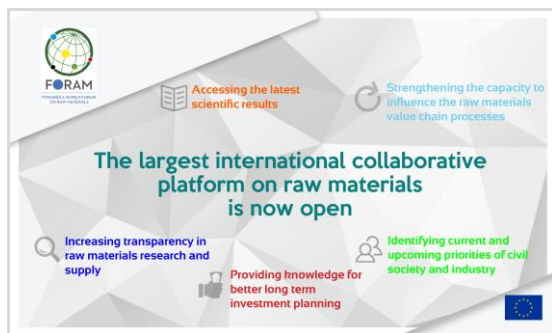 FORAM
TOWARDS A WORLD FORUM
ON RAW MATERIALS
Accessing the latest
scientific results
Strengthening the capacity to
influence the raw materials
value chain processes
The largest international collaborative
platform on raw materials
is now open
Increasing transparency in
raw materials research and
supply
Providing knowledge for
better long term
investment planning
Identifying current and
upcoming priorities of civil
society and industry